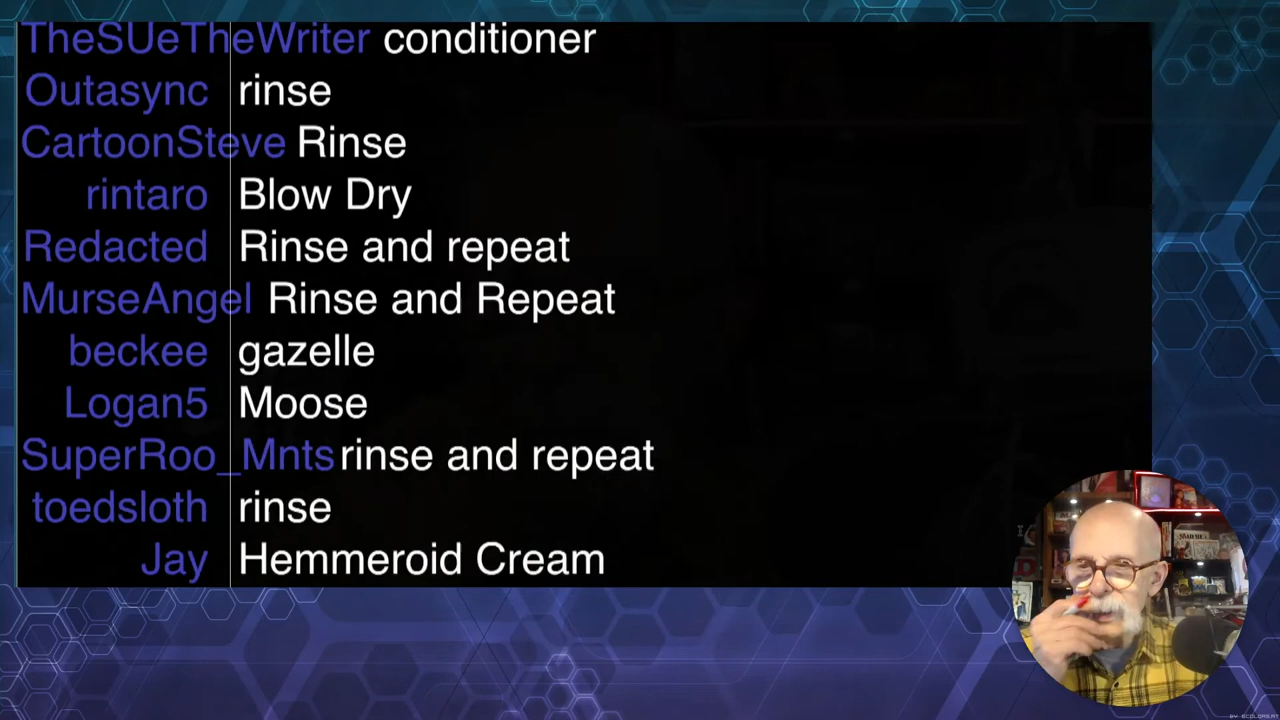 TheSUeTheWriter conditioner
Outasync rinse
CartoonSteve Rinse
rintaro Blow Dry
Redacted Rinse and repeat
MurseAngel Rinse and Repeat
beckee gazelle
Logan5 Moose
SuperRoo_Mnts rinse and repeat
toedsloth rinse
Jay Hemmeroid Cream